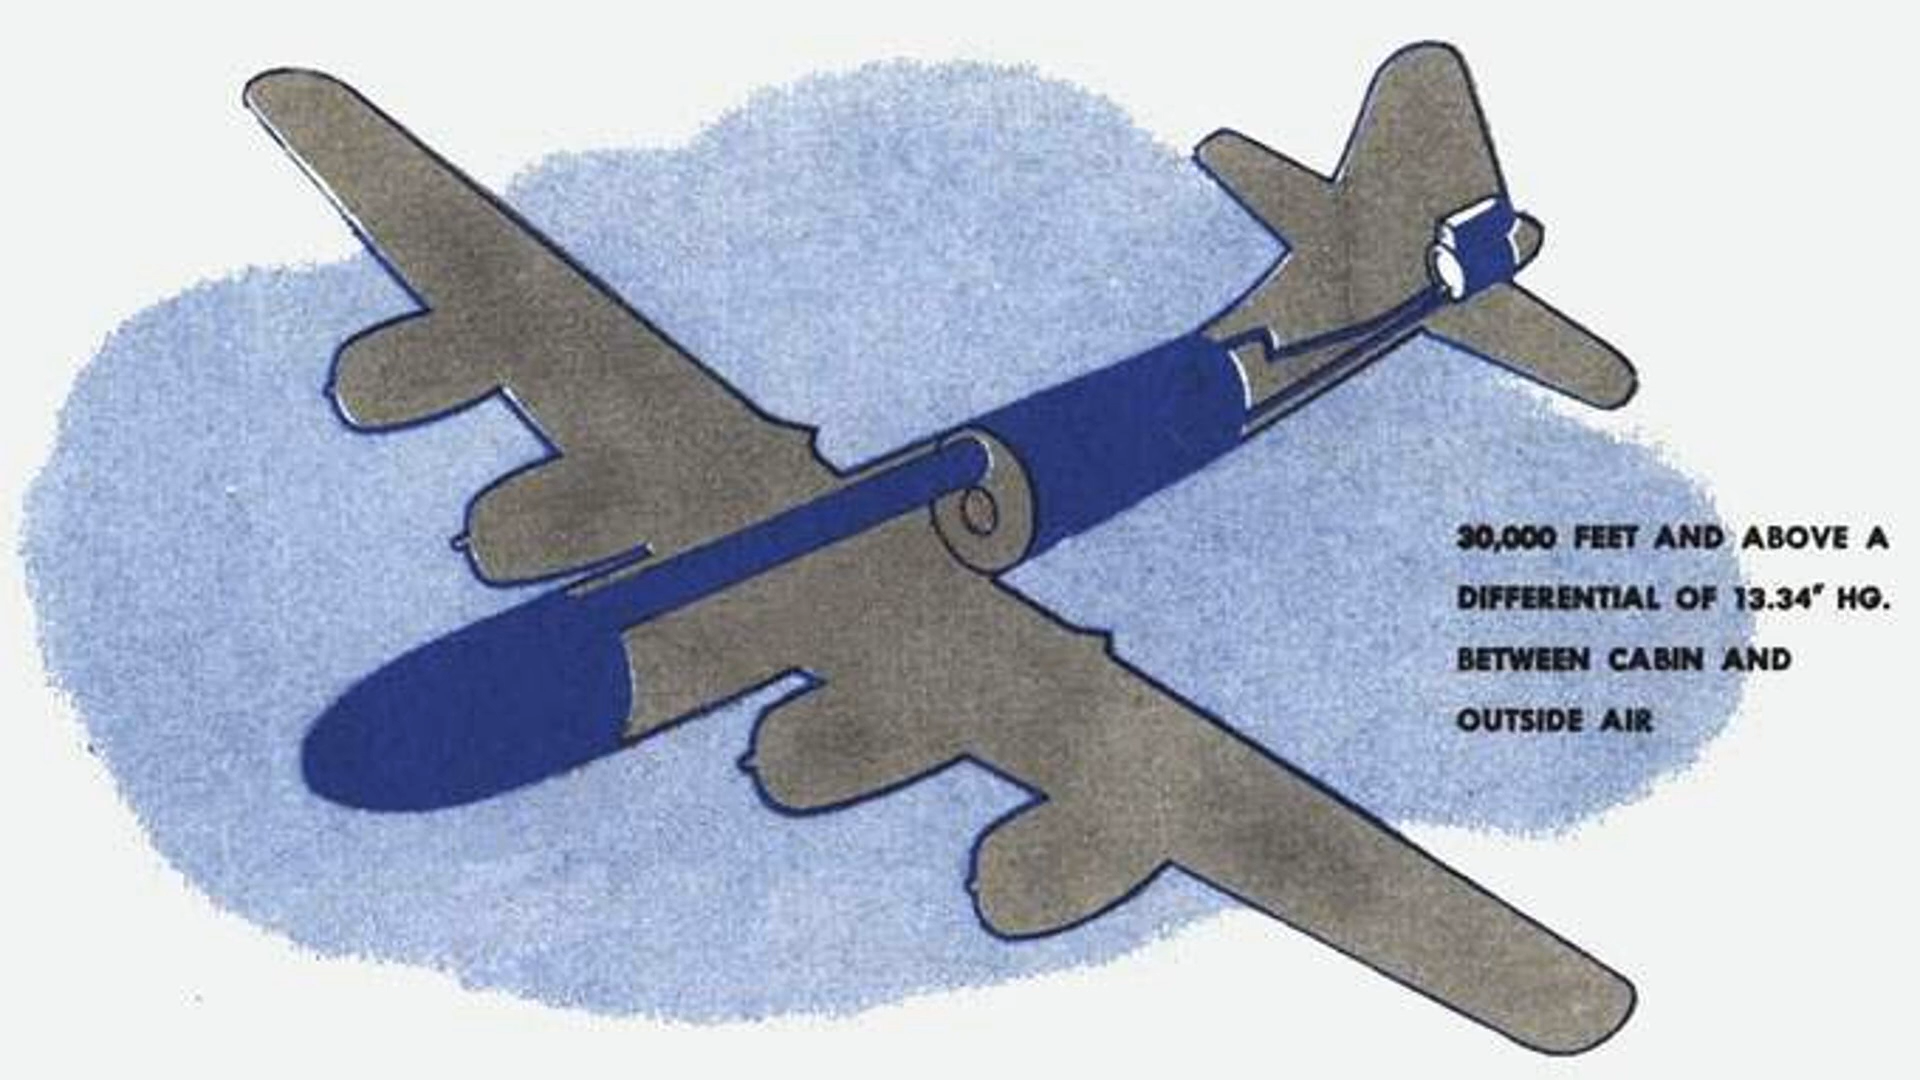 30,000 FEET AND ABOVE A
DIFFERENTIAL OF 13.34" HG.
BETWEEN CABIN AND
OUTSIDE AIR